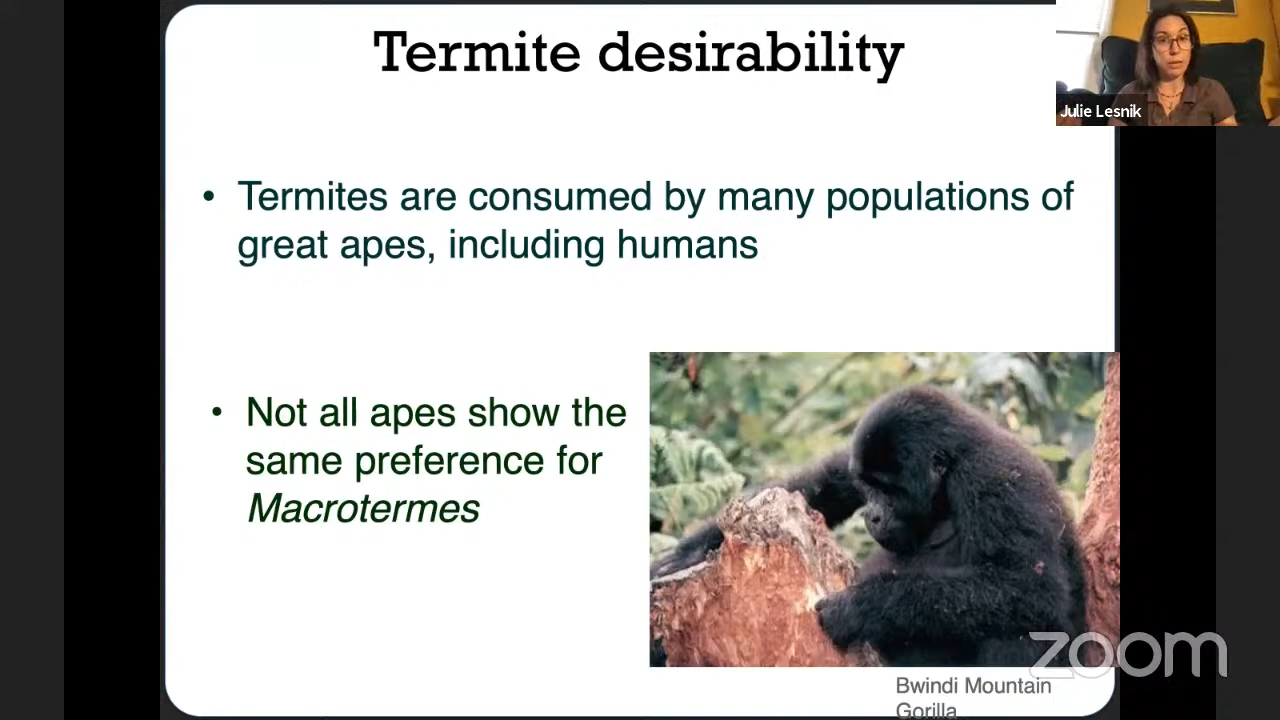 Termite desirability
Julie Lesnik
• Termites are consumed by many populations of
great apes, including humans
• Not all apes show the
same preference for
Macrotermes
zoom
Bwindi Mountain
Gorilla